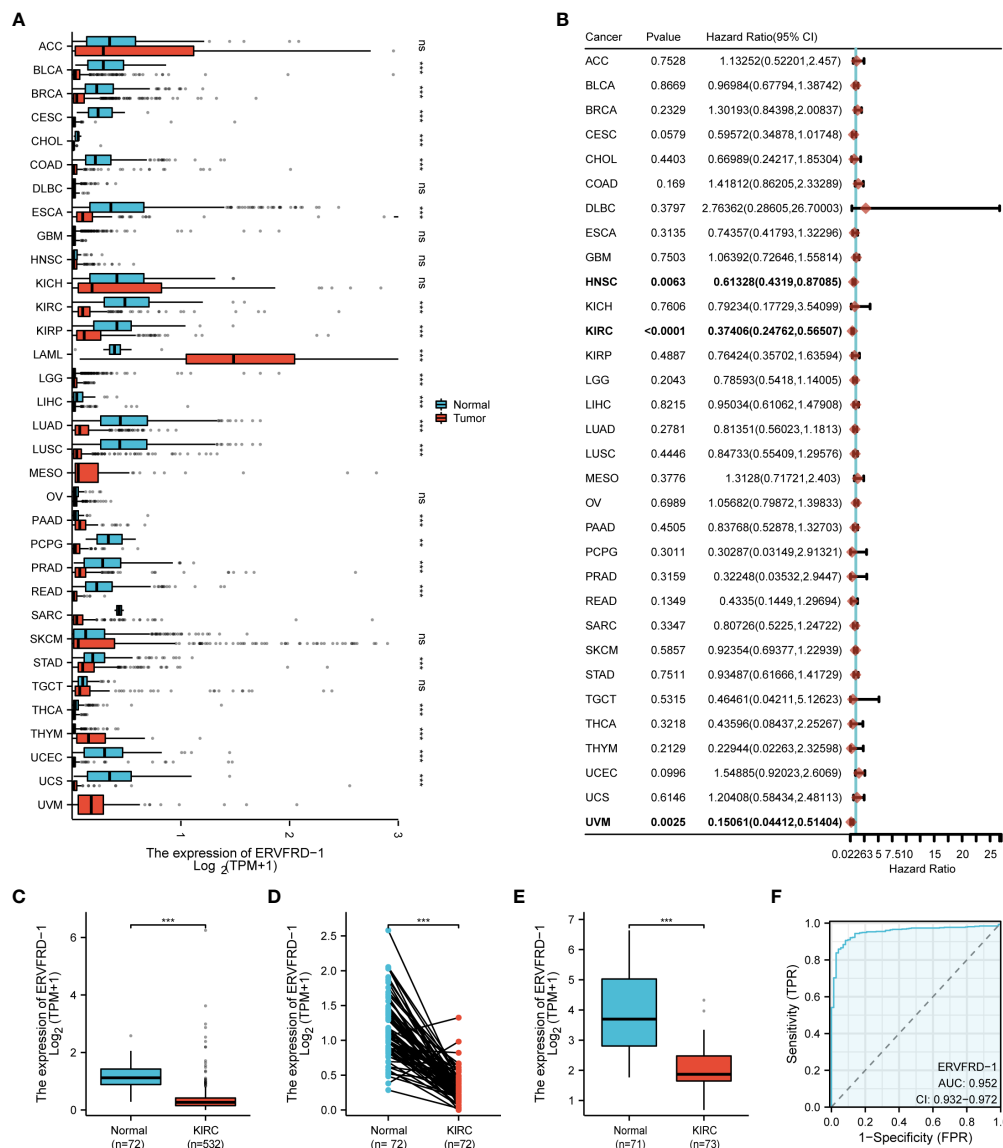 A
ACC
BLCA
BRCA
CESC
CHOL
COAD
DLBC
ESCA
GBM
HNSC
KICH
KIRC
KIRP
LAML
LGG
LIHC
LUAD
LUSC
MESO
OV
PAAD
PCPG
PRAD
READ
SARC
SKCM
STAD
TGCT
THCA
THYM
UCEC
UCS
UVM
1 2 3
The expression of ERVFRD−1
Log2(TPM+1)
Normal
Tumor
B
Cancer Pvalue Hazard Ratio(95% CI)
ACC 0.7528 1.13252(0.52201,2.457)
BLCA 0.8669 0.96984(0.67794,1.38742)
BRCA 0.2329 1.30193(0.84398,2.00837)
CESC 0.0579 0.59572(0.34878,1.01748)
CHOL 0.4403 0.66989(0.24217,1.85304)
COAD 0.169 1.41812(0.86205,2.33289)
DLBC 0.3797 2.76362(0.28605,26.70003)
ESCA 0.3135 0.74357(0.41793,1.32296)
GBM 0.7503 1.06392(0.72646,1.55814)
HNSC 0.0063 0.61328(0.4319,0.87085)
KICH 0.7606 0.79234(0.17729,3.54099)
KIRC <0.0001 0.37406(0.24762,0.56507)
KIRP 0.4887 0.76424(0.35702,1.63594)
LGG 0.2043 0.78593(0.5418,1.14005)
LIHC 0.8215 0.95034(0.61062,1.47908)
LUAD 0.2781 0.81351(0.56023,1.1813)
LUSC 0.4446 0.84733(0.55409,1.29576)
MESO 0.3776 1.3128(0.71721,2.403)
OV 0.6989 1.05682(0.79872,1.39833)
PAAD 0.4505 0.83768(0.52878,1.32703)
PCPG 0.3011 0.30287(0.03149,2.91321)
PRAD 0.3159 0.32248(0.03532,2.9447)
READ 0.1349 0.4335(0.1449,1.29694)
SARC 0.3347 0.80726(0.5225,1.24722)
SKCM 0.5857 0.92354(0.69377,1.22939)
STAD 0.7511 0.93487(0.61666,1.41729)
TGCT 0.5315 0.46461(0.04211,5.12623)
THCA 0.3218 0.43596(0.08437,2.25267)
THYM 0.2129 0.22944(0.02263,2.32598)
UCEC 0.0996 1.54885(0.92023,2.6069)
UCS 0.6146 1.20408(0.58434,2.48113)
UVM 0.0025 0.15061(0.04412,0.51404)
0.02263 5 7.510 15 20 25
Hazard Ratio
C
The expression of ERVFRD−1
Log2 (TPM+1)
***
6
4
2
0
Normal KIRC
(n=72) (n=532)
D
The expression of ERVFRD−1
Log2 (TPM+1)
***
2.5
2.0
1.5
1.0
0.5
0.0
Normal KIRC
(n= 72) (n=72)
E
The expression of ERVFRD−1
Log2 (TPM+1)
***
7
6
5
4
3
2
1
Normal KIRC
(n=71) (n=73)
F
Sensitivity (TPR)
1.0
0.8
0.6
0.4
0.2
0.0
ERVFRD−1
AUC: 0.952
CI: 0.932−0.972
0.0 0.2 0.4 0.6 0.8 1.0
1−Specificity (FPR)